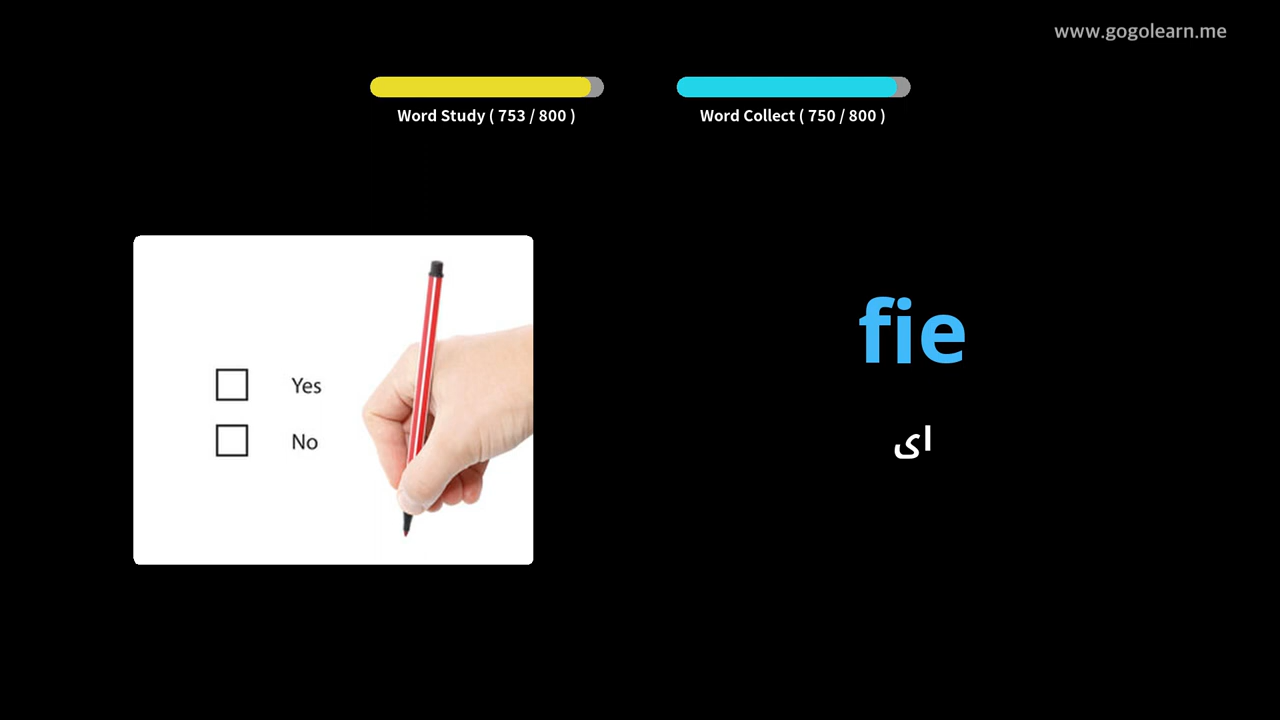 www.gogolearn.me
Word Study ( 753 / 800 )
Word Collect ( 750 / 800 )
Yes
No
fie
ای